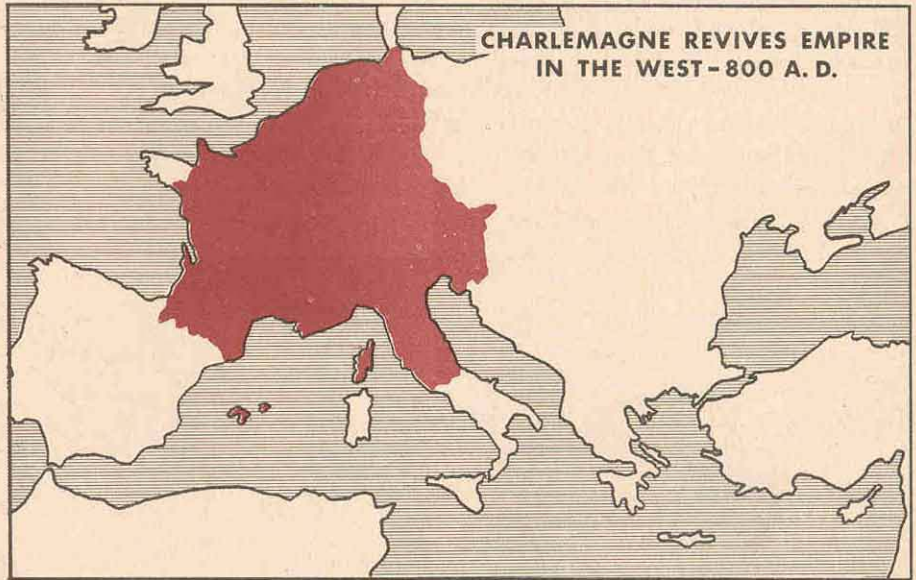 CHARLEMAGNE REVIVES EMPIRE
IN THE WEST–800 A. D.